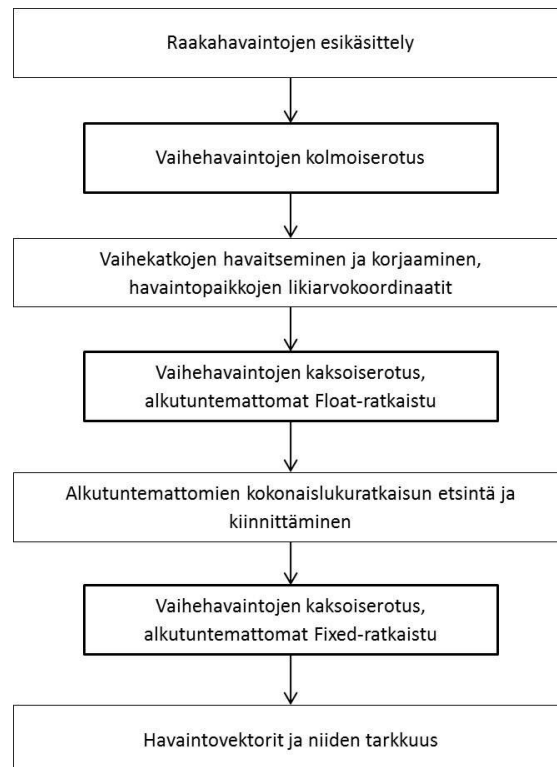 Raakahavaintojen esikäsittely
Vaihehavaintojen kolmoiserotus
Vaihekatkojen havaitseminen ja korjaaminen,
havaintopaikkojen likiarvokoordinaatit
Vaihehavaintojen kaksoiserotus,
alkutuntemattomat Float-ratkaistu
Alkutuntemattomien kokonaislukuratkaisun etsintä ja
kiinnittäminen
Vaihehavaintojen kaksoiserotus,
alkutuntemattomat Fixed-ratkaistu
Havaintovektorit ja niiden tarkkuus